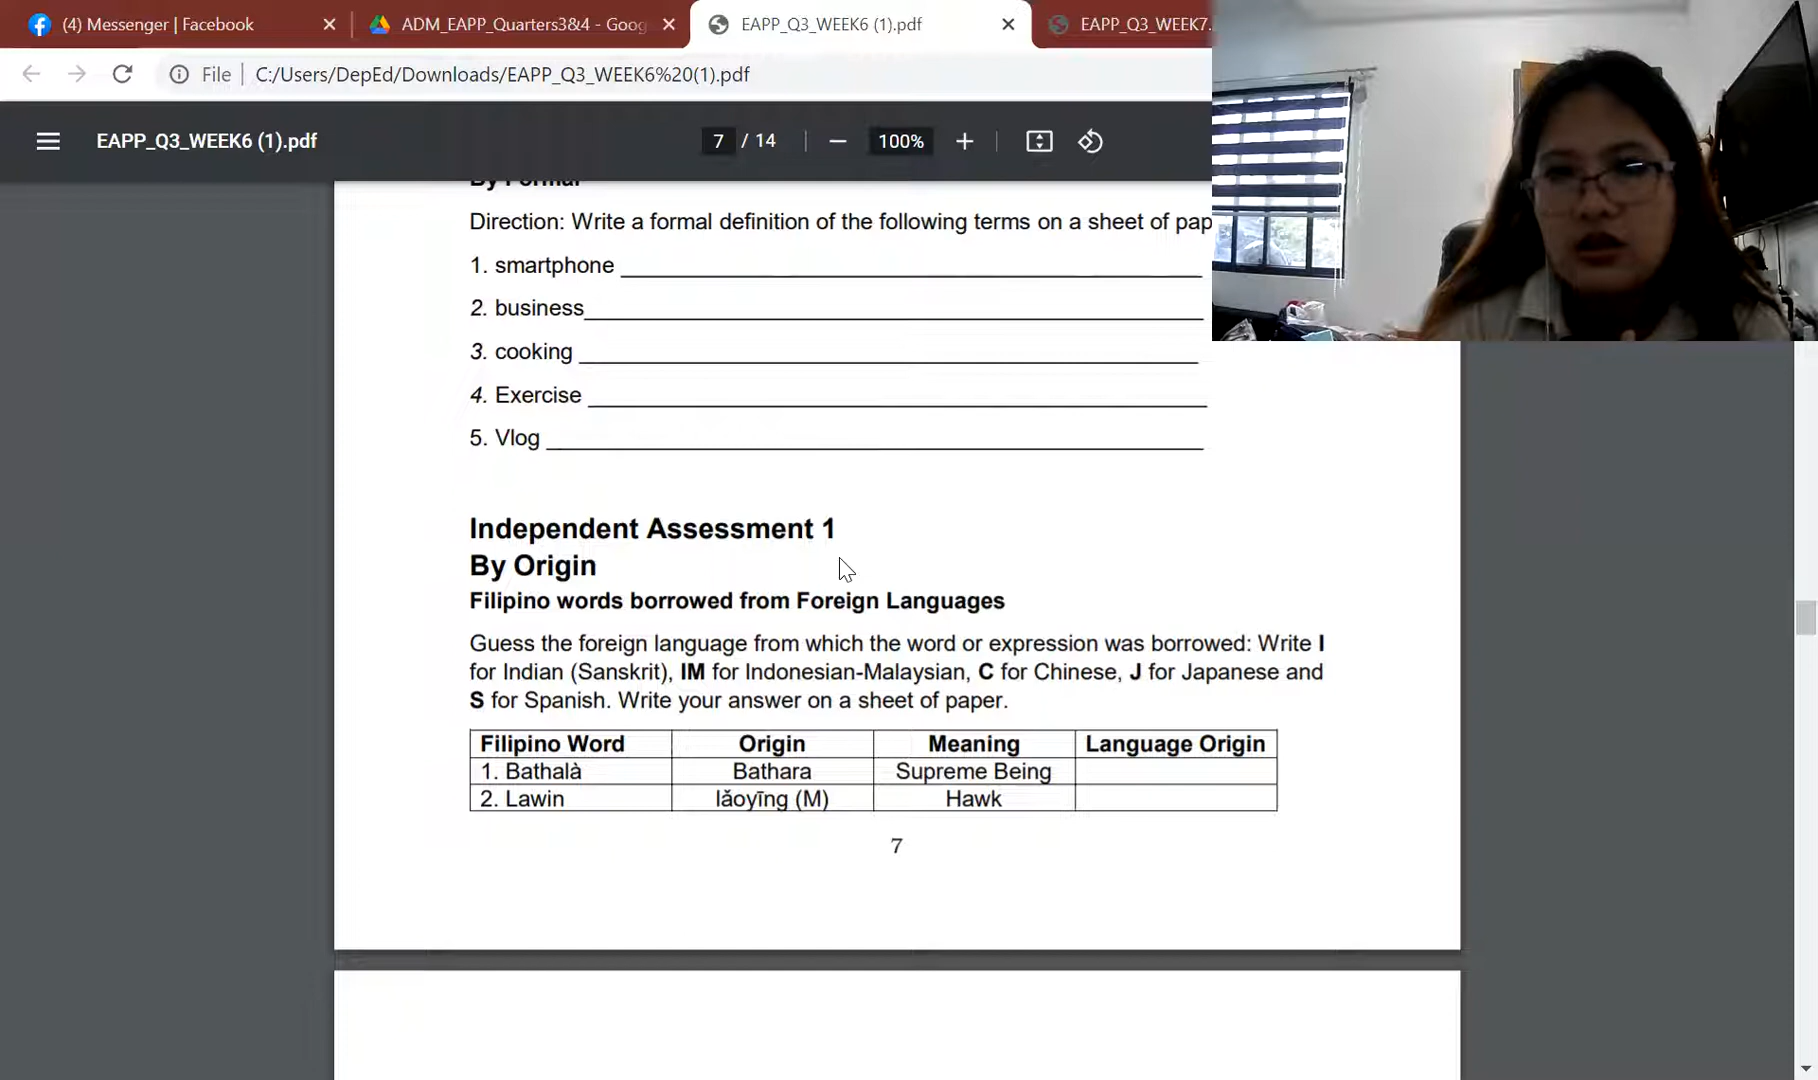 (4) Messenger | Facebook
ADM_EAPP_Quarters3&4 - Goog
EAPP_Q3_WEEK6 (1).pdf
EAPP_Q3_WEEK7.
File
C:/Users/DepEd/Downloads/EAPP_Q3_WEEK6%20(1).pdf
EAPP_Q3_WEEK6 (1).pdf
7 / 14
100%
By Formal
Direction: Write a formal definition of the following terms on a sheet of pap
1. smartphone
2. business
3. cooking
4. Exercise
5. Vlog
Independent Assessment 1
By Origin
Filipino words borrowed from Foreign Languages
Guess the foreign language from which the word or expression was borrowed: Write I
for Indian (Sanskrit), IM for Indonesian-Malaysian, C for Chinese, J for Japanese and
S for Spanish. Write your answer on a sheet of paper.
Filipino Word Origin Meaning Language Origin
1. Bathalà Bathara Supreme Being
2. Lawin lǎoyīng (M) Hawk
7